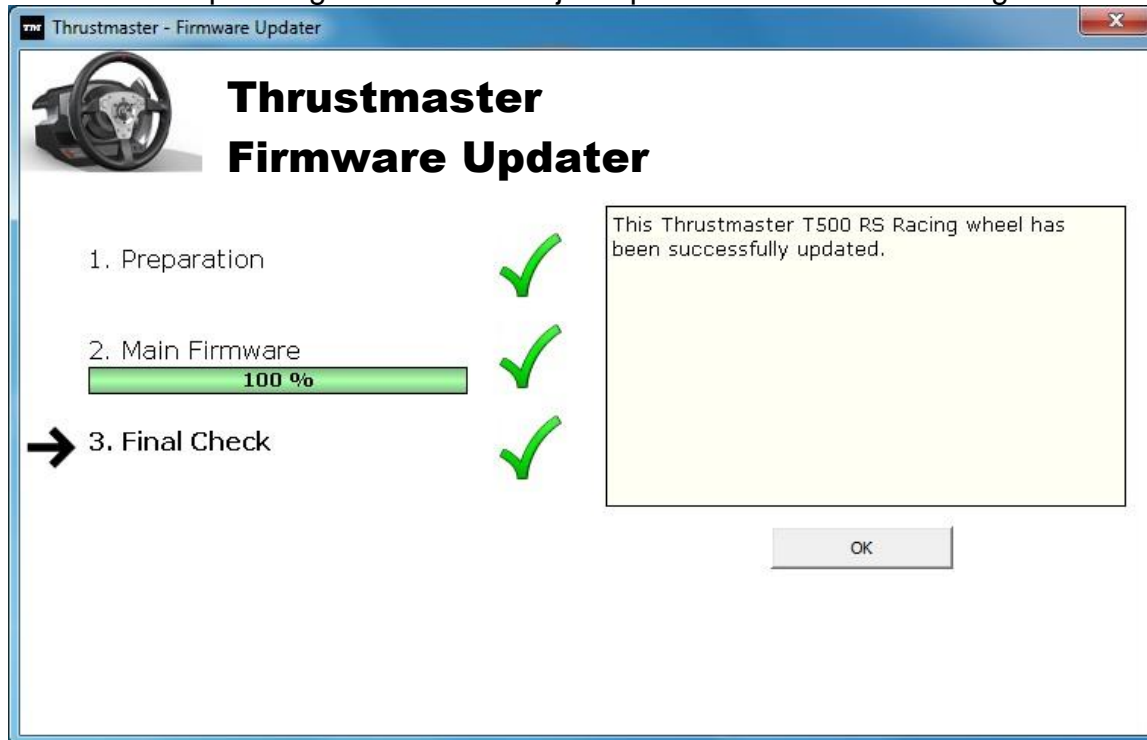 Thrustmaster - Firmware Updater
Thrustmaster
Firmware Updater
1. Preparation
2. Main Firmware
100 %
3. Final Check
This Thrustmaster T500 RS Racing wheel has
been successfully updated.
OK